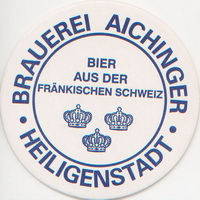 BRAUEREI AICHINGER
BIER
AUS DER
FRÄNKISCHEN SCHWEIZ
• HEILIGENSTADT •